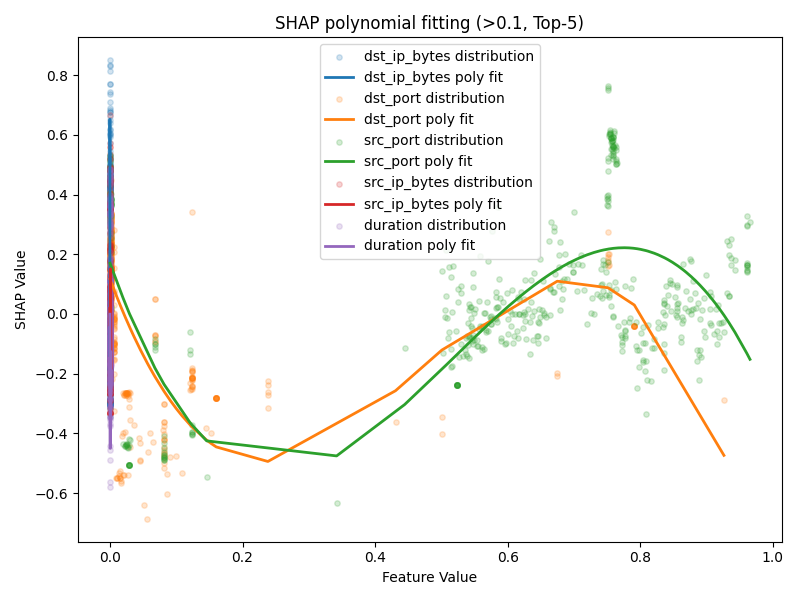 SHAP polynomial fitting (>0.1, Top-5)
dst_ip_bytes distribution
dst_ip_bytes poly fit
dst_port distribution
dst_port poly fit
src_port distribution
src_port poly fit
src_ip_bytes distribution
src_ip_bytes poly fit
duration distribution
duration poly fit
SHAP Value
0.8
0.6
0.4
0.2
0.0
−0.2
−0.4
−0.6
0.0 0.2 0.4 0.6 0.8 1.0
Feature Value